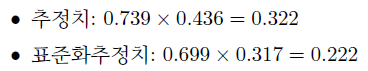 • 추정치: 0.739 × 0.436 = 0.322
• 표준화추정치: 0.699 × 0.317 = 0.222